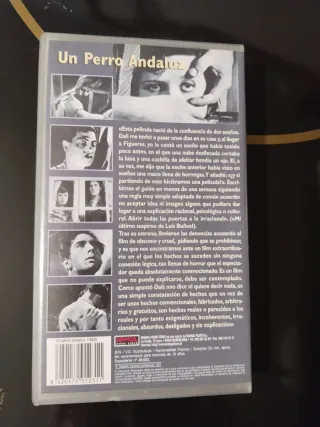 Un Perro Andaluz
«Esta película nació de la confluencia de dos sueños.
Dalí me invitó a pasar unos días en su casa y, al llegar
a Figueras, yo le conté un sueño que había tenido
poco antes, en el que una nube desflecada cortaba
la luna y una cuchilla de afeitar hendía un ojo. Él, a
su vez, me dijo que la noche anterior había visto en
sueños una mano llena de hormigas. Y añadió: ¿y si
partiendo de esto hiciéramos una película?». Escri-
bimos el guión en menos de una semana siguiendo
una regla muy simple adoptada de común acuerdo:
no aceptar idea ni imagen alguna que pudiera dar
lugar a una explicación racional, psicológica o cultu-
ral. Abrir todas las puertas a lo irracional». («Mi
último suspiro» de Luis Buñuel).
Tras su estreno, llovieron las denuncias acusando al
film de obsceno y cruel, pidiendo que se prohibiese;
y es que nos encontramos ante un film extraordina-
rio en el que los hechos se suceden sin ninguna
conexión lógica, tan llenos de horror que el especta-
dor queda absolutamente conmocionado. Es un film
que no puede explicarse, debe ser contemplado.
Como apuntó Dalí: «no diré ni quiere decir nada, es
una simple constatación de hechos que en vez de
ser unos hechos convencionales, fabricados, arbitra-
rios y gratuitos, son hechos reales o parecidos a los
reales y por tanto enigmáticos, incoherentes, irra-
cionales, absurdos, desligados y sin explicación».